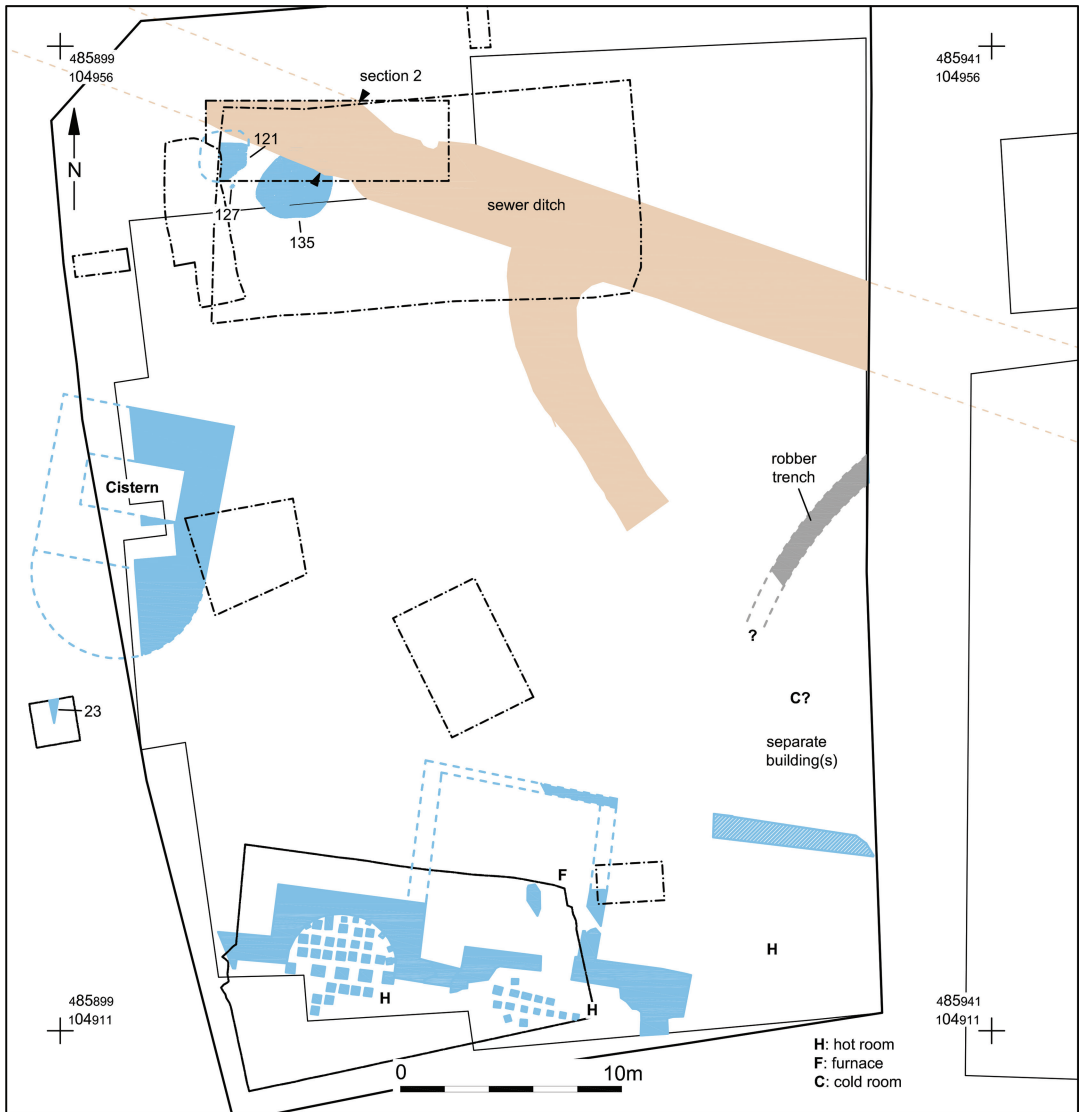 485899
104956
485941
104956
section 2
N
121
127
135
sewer ditch
robber
trench
Cistern
?
C?
23
separate
building(s)
F
H
H
H
485899
104911
485941
104911
0
10m
H: hot room
F: furnace
C: cold room